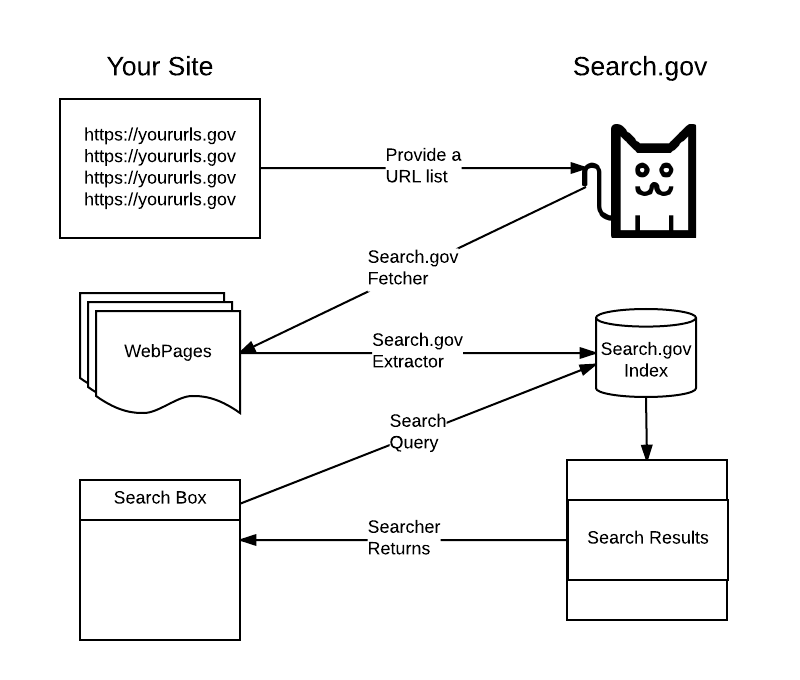 Your Site
Search.gov
https://yoururls.gov
https://yoururls.gov
https://yoururls.gov
https://yoururls.gov
Provide a
URL list
Search.gov
Fetcher
WebPages
Search.gov
Extractor
Search.gov
Index
Search
Query
Search Box
Searcher
Returns
Search Results